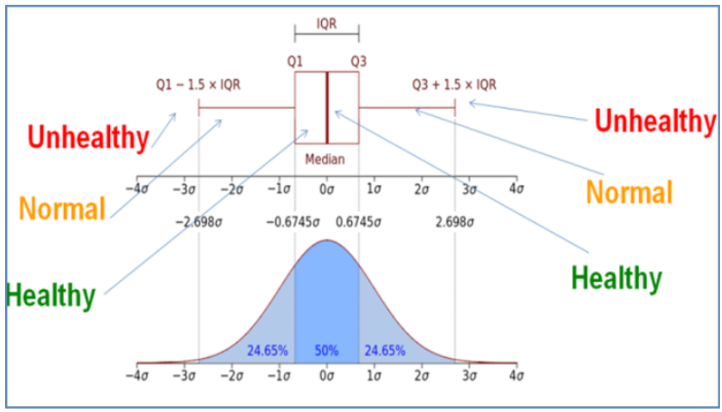 IQR
Q1 Q3
Q1 − 1.5 × IQR Q3 + 1.5 × IQR
Unhealthy Unhealthy
Median
−4σ −3σ −2σ −1σ 0σ 1σ 2σ 3σ 4σ
Normal Normal
−2.698σ −0.6745σ 0.6745σ 2.698σ
Healthy Healthy
24.65% 50% 24.65%
−4σ −3σ −2σ −1σ 0σ 1σ 2σ 3σ 4σ